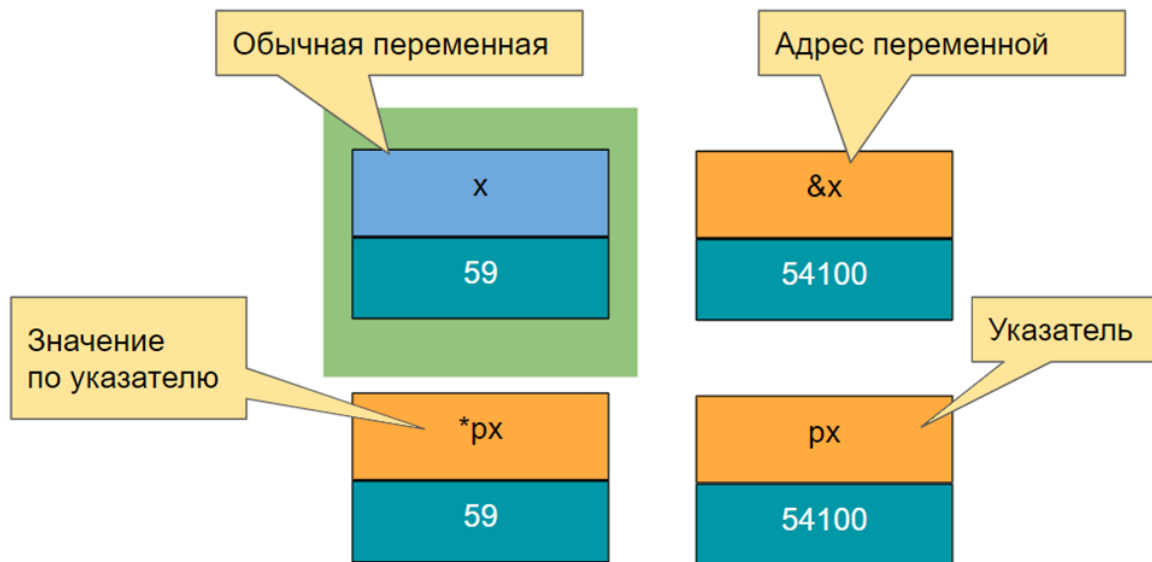 Обычная переменная
Адрес переменной
x
&x
59
54100
Значение
по указателю
Указатель
*px
px
59
54100